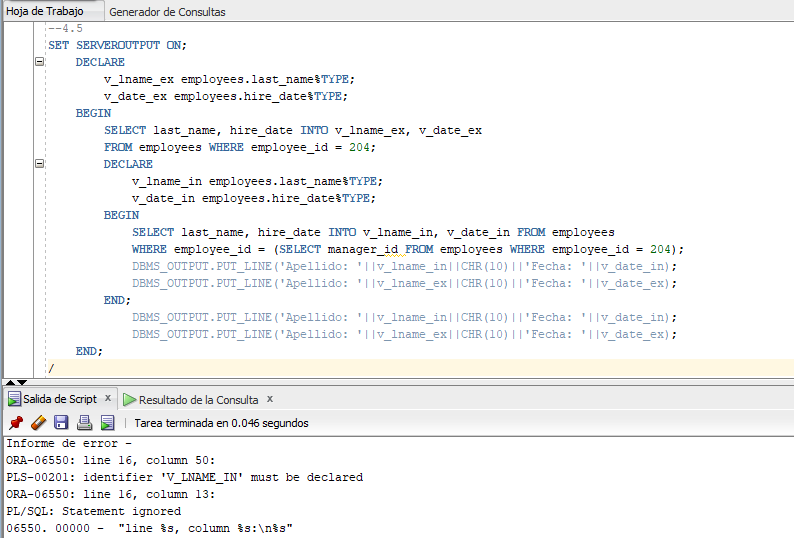 Hoja de Trabajo Generador de Consultas
--4.5
SET SERVEROUTPUT ON;
DECLARE
v_lname_ex employees.last_name%TYPE;
v_date_ex employees.hire_date%TYPE;
BEGIN
SELECT last_name, hire_date INTO v_lname_ex, v_date_ex
FROM employees WHERE employee_id = 204;
DECLARE
v_lname_in employees.last_name%TYPE;
v_date_in employees.hire_date%TYPE;
BEGIN
SELECT last_name, hire_date INTO v_lname_in, v_date_in FROM employees
WHERE employee_id = (SELECT manager_id FROM employees WHERE employee_id = 204);
DBMS_OUTPUT.PUT_LINE('Apellido: '||v_lname_in||CHR(10)||'Fecha: '||v_date_in);
DBMS_OUTPUT.PUT_LINE('Apellido: '||v_lname_ex||CHR(10)||'Fecha: '||v_date_ex);
END;
DBMS_OUTPUT.PUT_LINE('Apellido: '||v_lname_in||CHR(10)||'Fecha: '||v_date_in);
DBMS_OUTPUT.PUT_LINE('Apellido: '||v_lname_ex||CHR(10)||'Fecha: '||v_date_ex);
END;
/
Salida de Script x Resultado de la Consulta x
Tarea terminada en 0.046 segundos
Informe de error -
ORA-06550: line 16, column 50:
PLS-00201: identifier 'V_LNAME_IN' must be declared
ORA-06550: line 16, column 13:
PL/SQL: Statement ignored
06550. 00000 -  "line %s, column %s:\n%s"